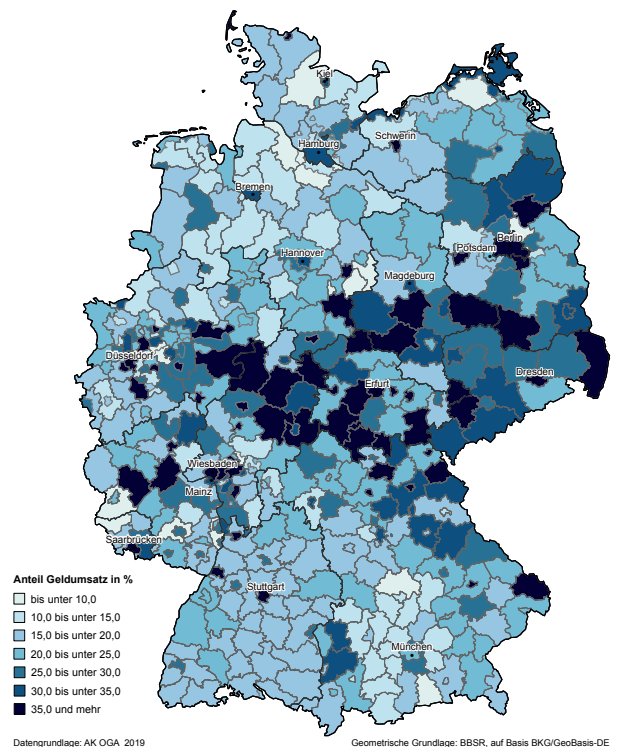 Kiel
Hamburg
Schwerin
Bremen
Berlin
Potsdam
Hannover
Magdeburg
Düsseldorf
Erfurt
Dresden
Wiesbaden
Mainz
Saarbrücken
Stuttgart
München
Anteil Geldumsatz in %
bis unter 10,0
10,0 bis unter 15,0
15,0 bis unter 20,0
20,0 bis unter 25,0
25,0 bis unter 30,0
30,0 bis unter 35,0
35,0 und mehr
Datengrundlage: AK OGA 2019
Geometrische Grundlage: BBSR, auf Basis BKG/GeoBasis-DE